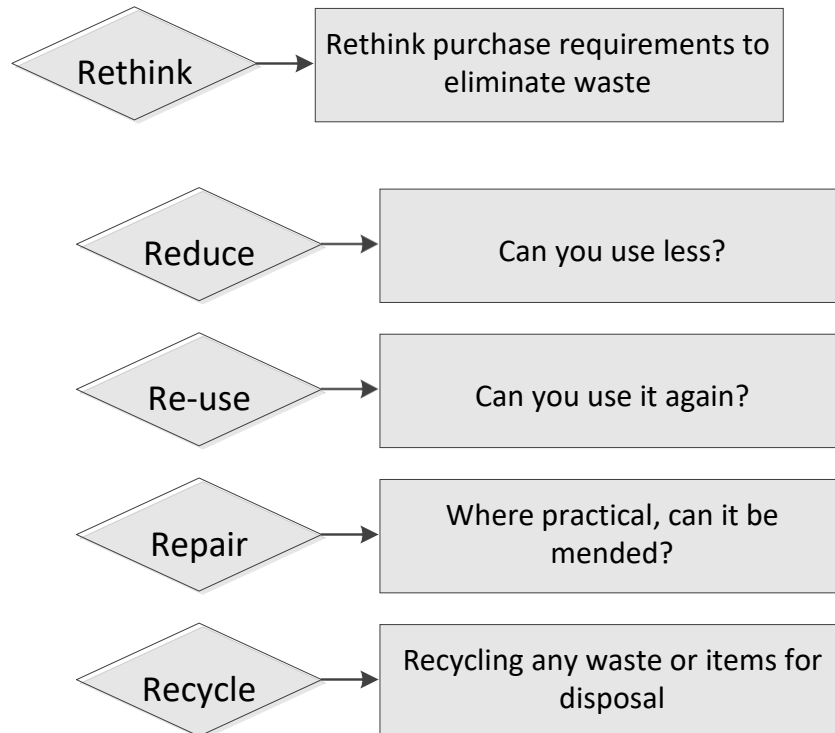 Rethink
Rethink purchase requirements to
eliminate waste
Reduce
Can you use less?
Re-use
Can you use it again?
Repair
Where practical, can it be
mended?
Recycle
Recycling any waste or items for
disposal